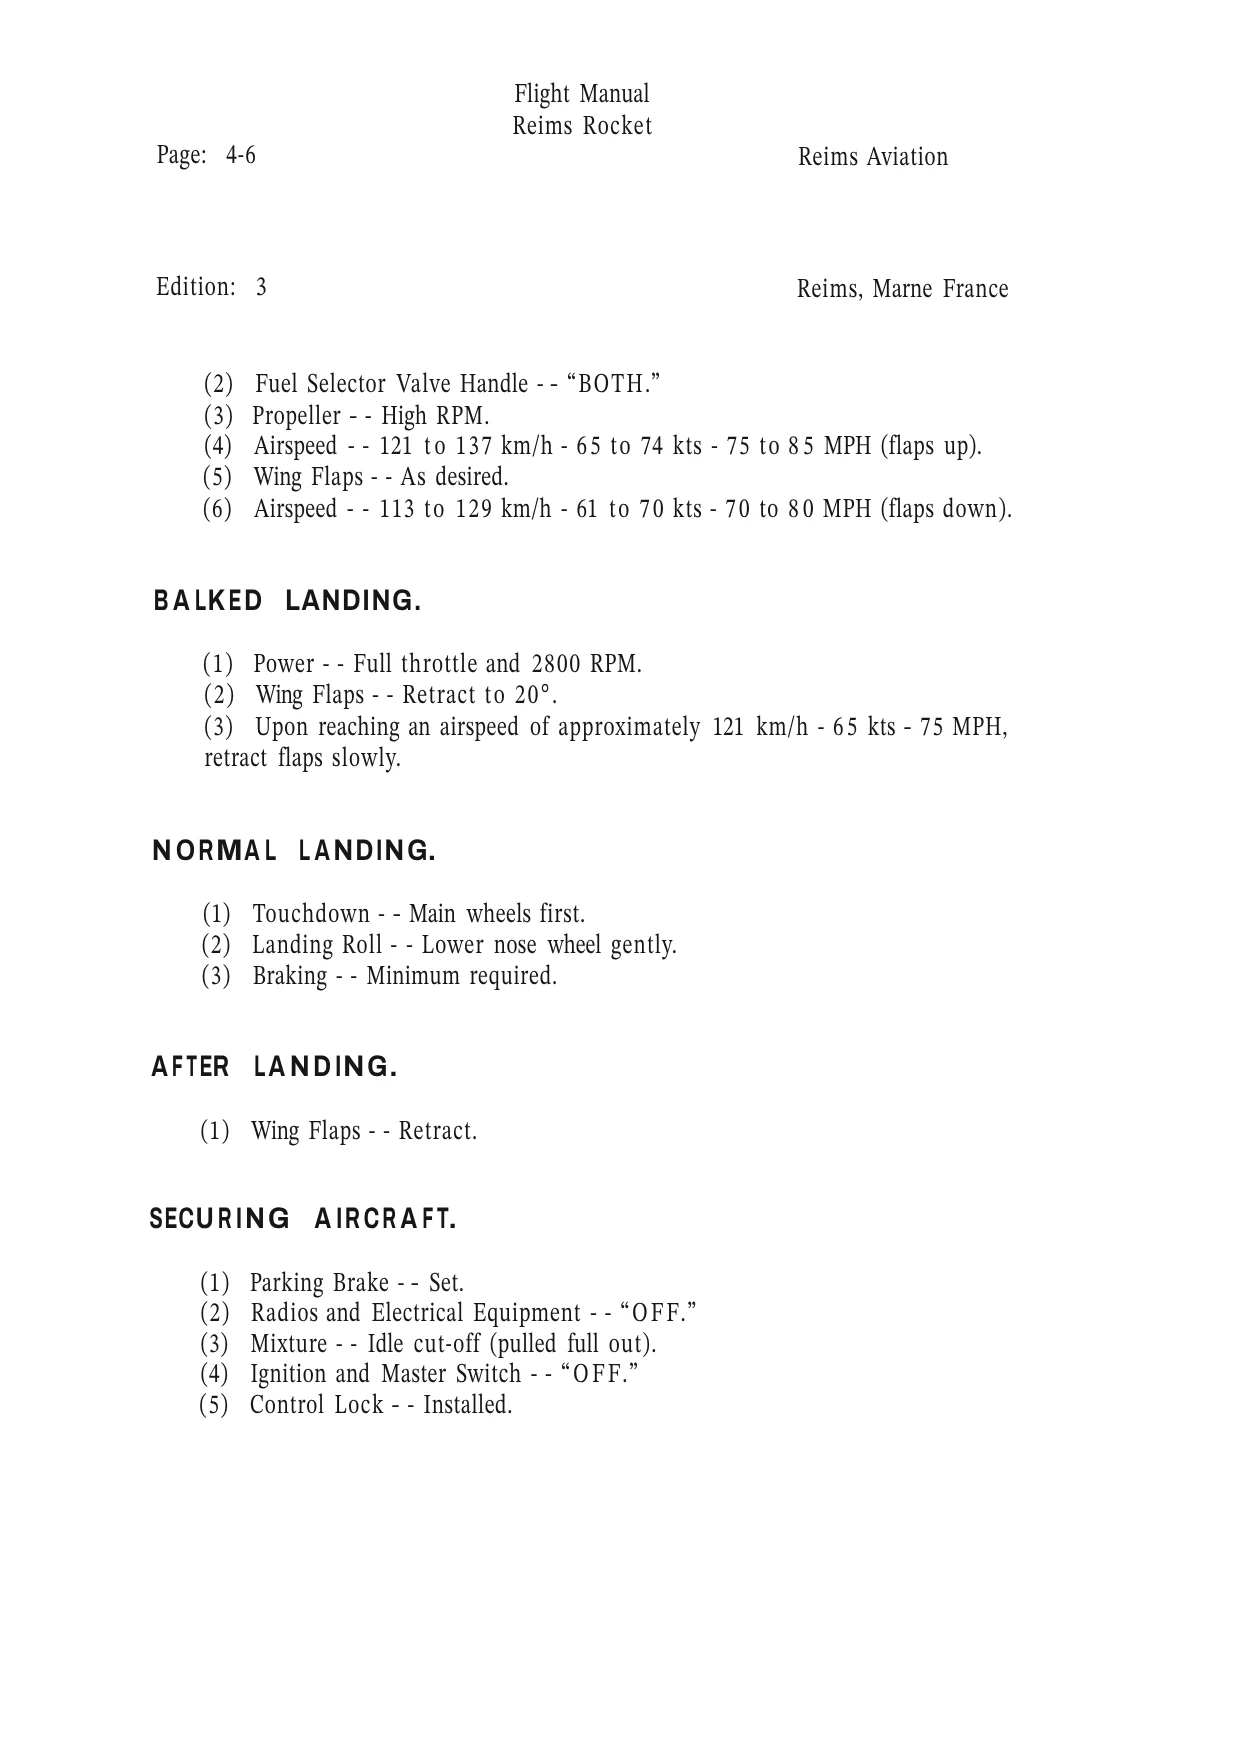 Flight Manual
Reims Rocket
Page: 4-6
Reims Aviation
Edition: 3
Reims, Marne France
(2) Fuel Selector Valve Handle - - “BOTH.”
(3) Propeller - - High RPM.
(4) Airspeed - - 121 to 137 km/h - 65 to 74 kts - 75 to 85 MPH (flaps up).
(5) Wing Flaps - - As desired.
(6) Airspeed - - 113 to 129 km/h - 61 to 70 kts - 70 to 80 MPH (flaps down).
BALKED LANDING.
(1) Power - - Full throttle and 2800 RPM.
(2) Wing Flaps - - Retract to 20°.
(3) Upon reaching an airspeed of approximately 121 km/h - 65 kts - 75 MPH,
retract flaps slowly.
NORMAL LANDING.
(1) Touchdown - - Main wheels first.
(2) Landing Roll - - Lower nose wheel gently.
(3) Braking - - Minimum required.
AFTER LANDING.
(1) Wing Flaps - - Retract.
SECURING AIRCRAFT.
(1) Parking Brake - - Set.
(2) Radios and Electrical Equipment - - “OFF.”
(3) Mixture - - Idle cut-off (pulled full out).
(4) Ignition and Master Switch - - “OFF.”
(5) Control Lock - - Installed.